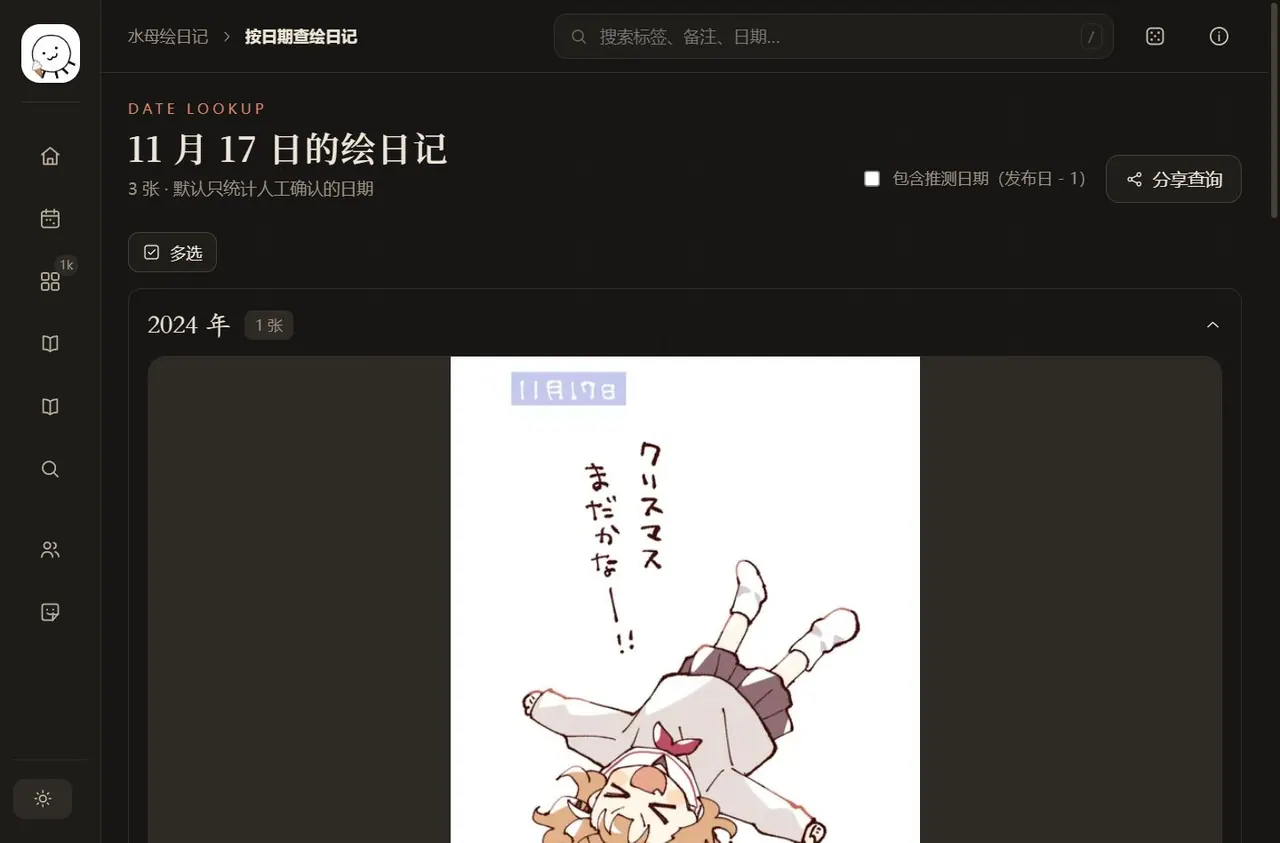 水母绘日记 › 按日期查绘日记
搜索标签、备注、日期...
/
DATE LOOKUP
11 月 17 日的绘日记
3 张 · 默认只统计人工确认的日期
包含推测日期（发布日 - 1）
分享查询
1k
多选
2024 年
1 张
11月17日
クリスマス
まだかなー!!